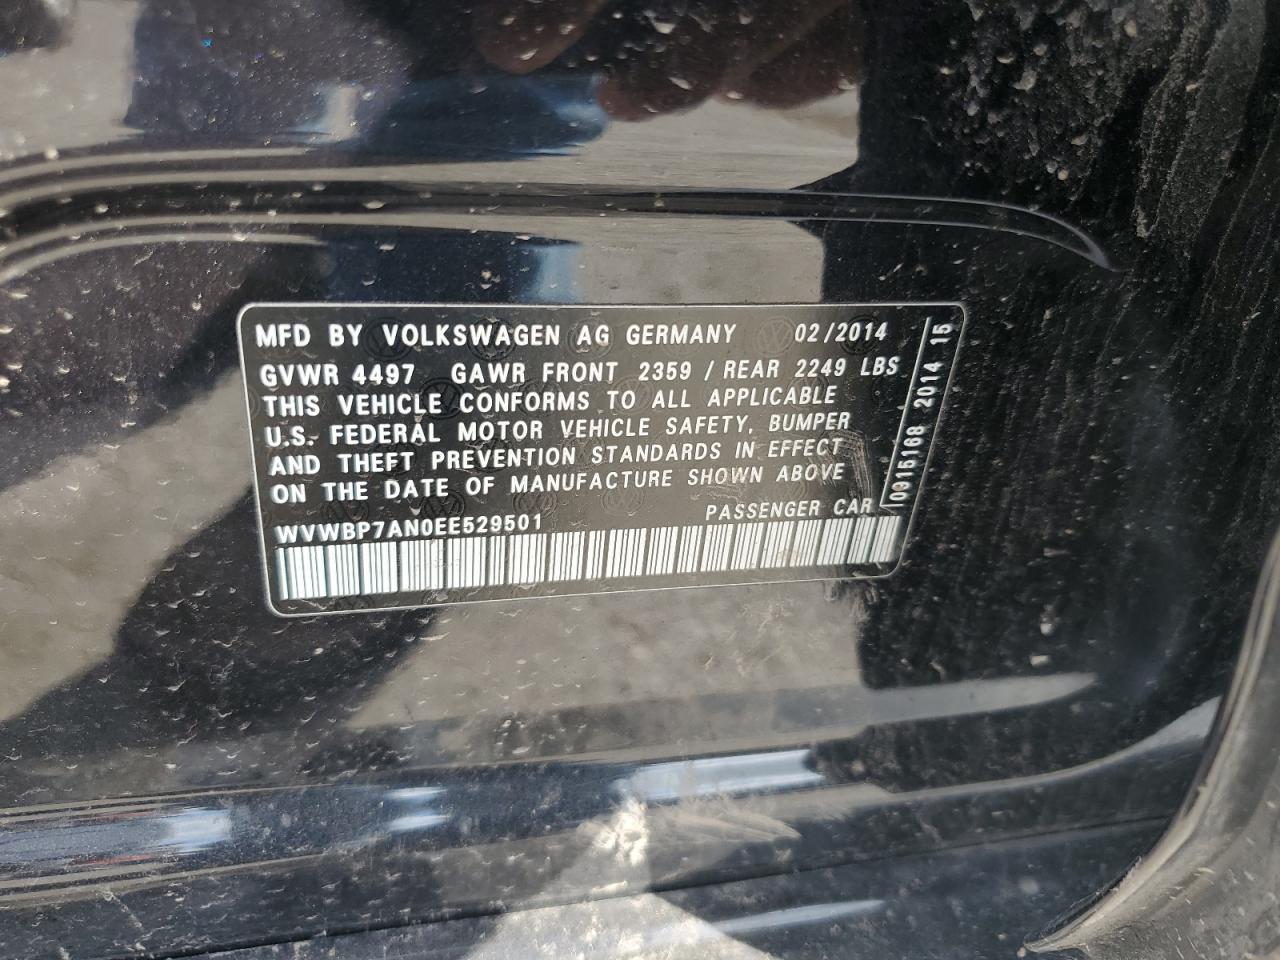 MFD BY VOLKSWAGEN AG GERMANY 02/2014
GVWR 4497 GAWR FRONT 2359 / REAR 2249 LBS
THIS VEHICLE CONFORMS TO ALL APPLICABLE
U.S. FEDERAL MOTOR VEHICLE SAFETY, BUMPER
AND THEFT PREVENTION STANDARDS IN EFFECT
ON THE DATE OF MANUFACTURE SHOWN ABOVE
PASSENGER CAR
WVWBP7AN0EE529501
0915168 2014 15